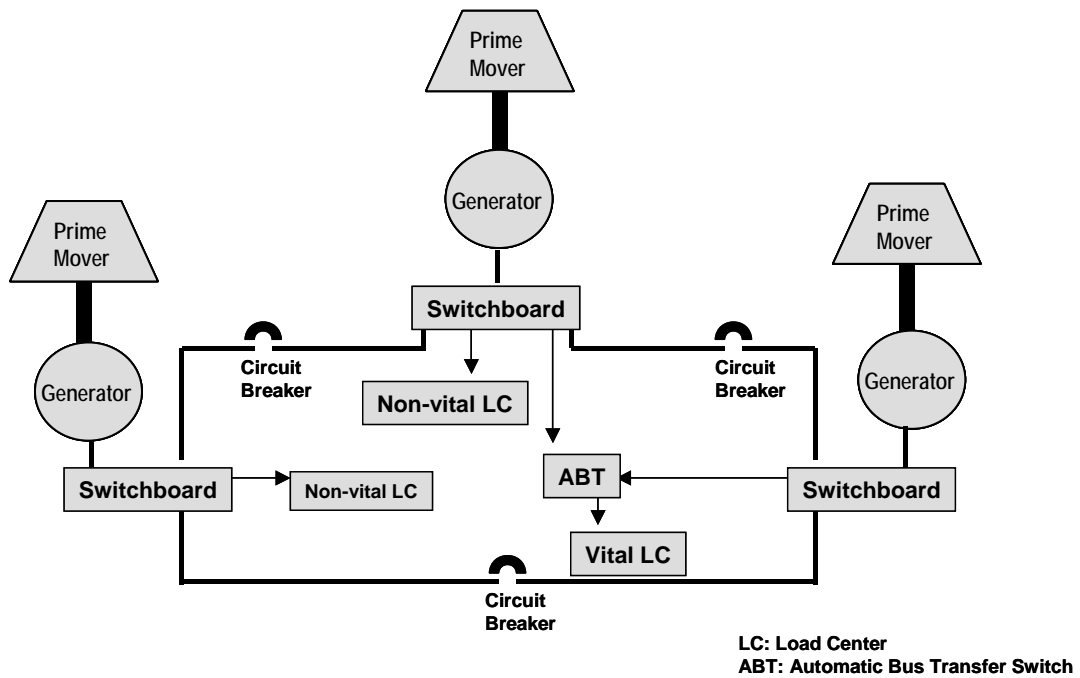 Prime
Mover
Generator
Prime
Mover
Prime
Mover
Generator
Generator
Switchboard
Circuit
Breaker
Circuit
Breaker
Non-vital LC
Switchboard
Non-vital LC
ABT
Switchboard
Vital LC
Circuit
Breaker
LC: Load Center
ABT: Automatic Bus Transfer Switch